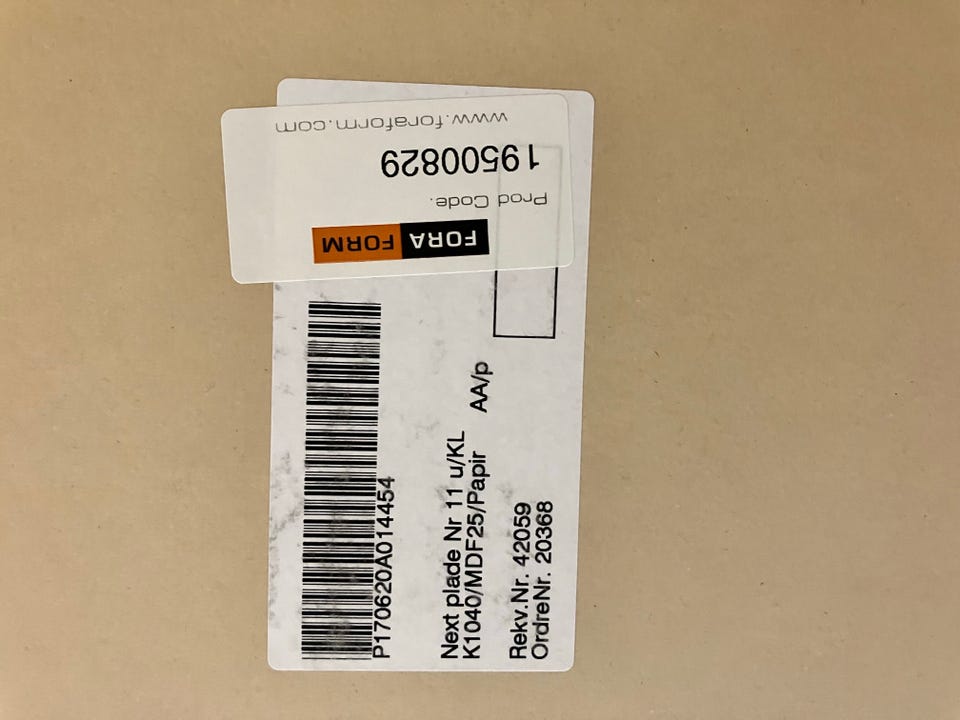 FORA FORM
Prod Code.
19500829
www.foraform.com
P170620A014454
Next plade Nr 11 u/KL
K1040/MDF25/Papir AA/p
Rekv.Nr. 42059
OrdreNr. 20368